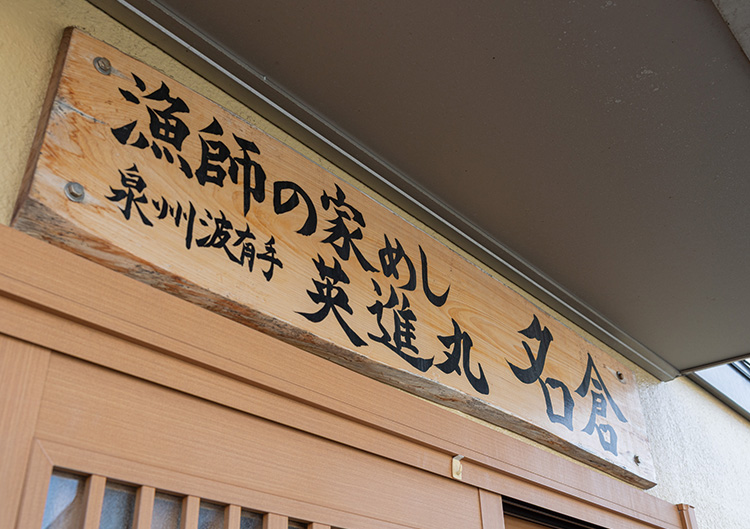 漁師の家めし
泉州波有手
英進丸
名倉